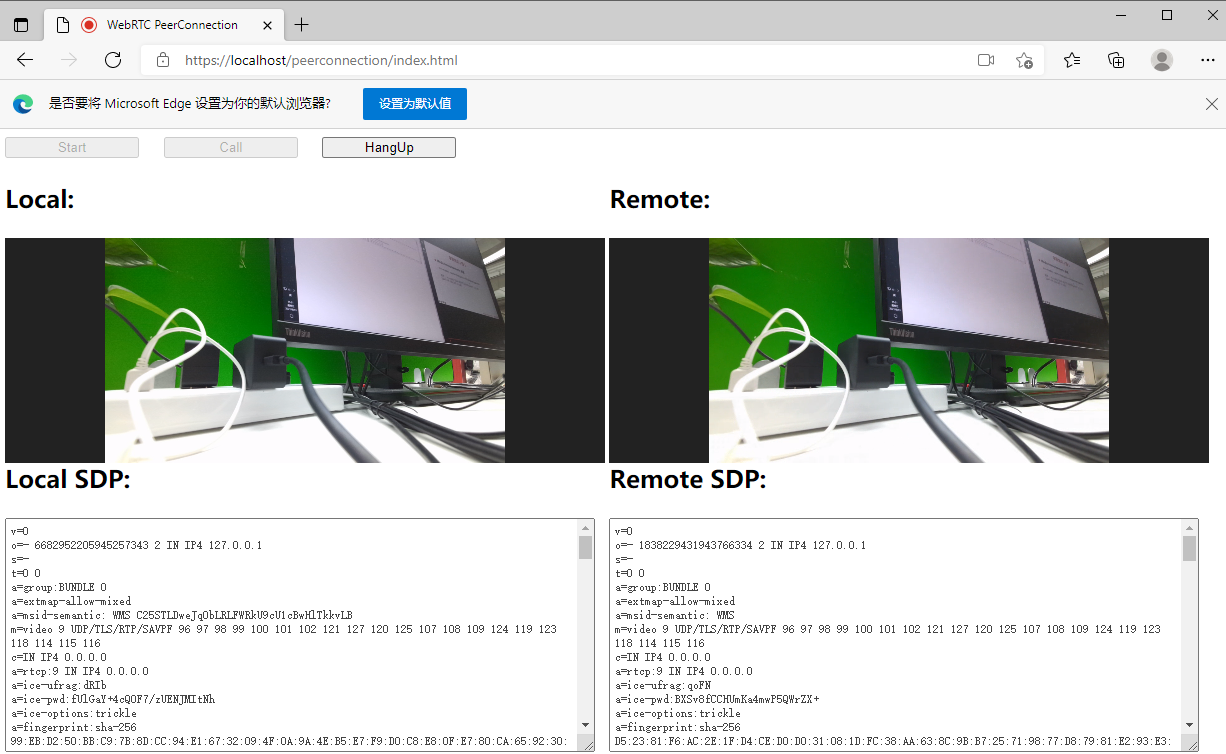 WebRTC PeerConnection
https://localhost/peerconnection/index.html
是否要将 Microsoft Edge 设置为你的默认浏览器?
设置为默认值
Start
Call
HangUp
Local:
Remote:
ThinkVision
ThinkVision
Local SDP:
Remote SDP:
v=0
o=- 6682952205945257343 2 IN IP4 127.0.0.1
s=-
t=0 0
a=group:BUNDLE 0
a=extmap-allow-mixed
a=msid-semantic: WMS C25STLDweJqObLRLFWRkU9cU1cBwHlTkkvLB
m=video 9 UDP/TLS/RTP/SAVPF 96 97 98 99 100 101 102 121 127 120 125 107 108 109 124 119 123
118 114 115 116
c=IN IP4 0.0.0.0
a=rtcp:9 IN IP4 0.0.0.0
a=ice-ufrag:dRIb
a=ice-pwd:fUlGaY+4cQOF7/zUENJMItNh
a=ice-options:trickle
a=fingerprint:sha-256
99:EB:D2:50:BB:C9:7B:8D:CC:94:E1:67:32:09:4F:0A:9A:4E:B5:E7:F9:D0:C8:E8:0F:E7:80:CA:65:92:30:
v=0
o=- 1838229431943766334 2 IN IP4 127.0.0.1
s=-
t=0 0
a=group:BUNDLE 0
a=extmap-allow-mixed
a=msid-semantic: WMS
m=video 9 UDP/TLS/RTP/SAVPF 96 97 98 99 100 101 102 121 127 120 125 107 108 109 124 119 123
118 114 115 116
c=IN IP4 0.0.0.0
a=rtcp:9 IN IP4 0.0.0.0
a=ice-ufrag:qoFN
a=ice-pwd:BXSv8fCCHUmKa4mwP5QWrZX+
a=ice-options:trickle
a=fingerprint:sha-256
D5:23:81:F6:AC:2E:1F:D4:CE:D0:D0:31:08:1D:FC:38:AA:63:8C:9B:B7:25:71:98:77:D8:79:81:E2:93:E3: